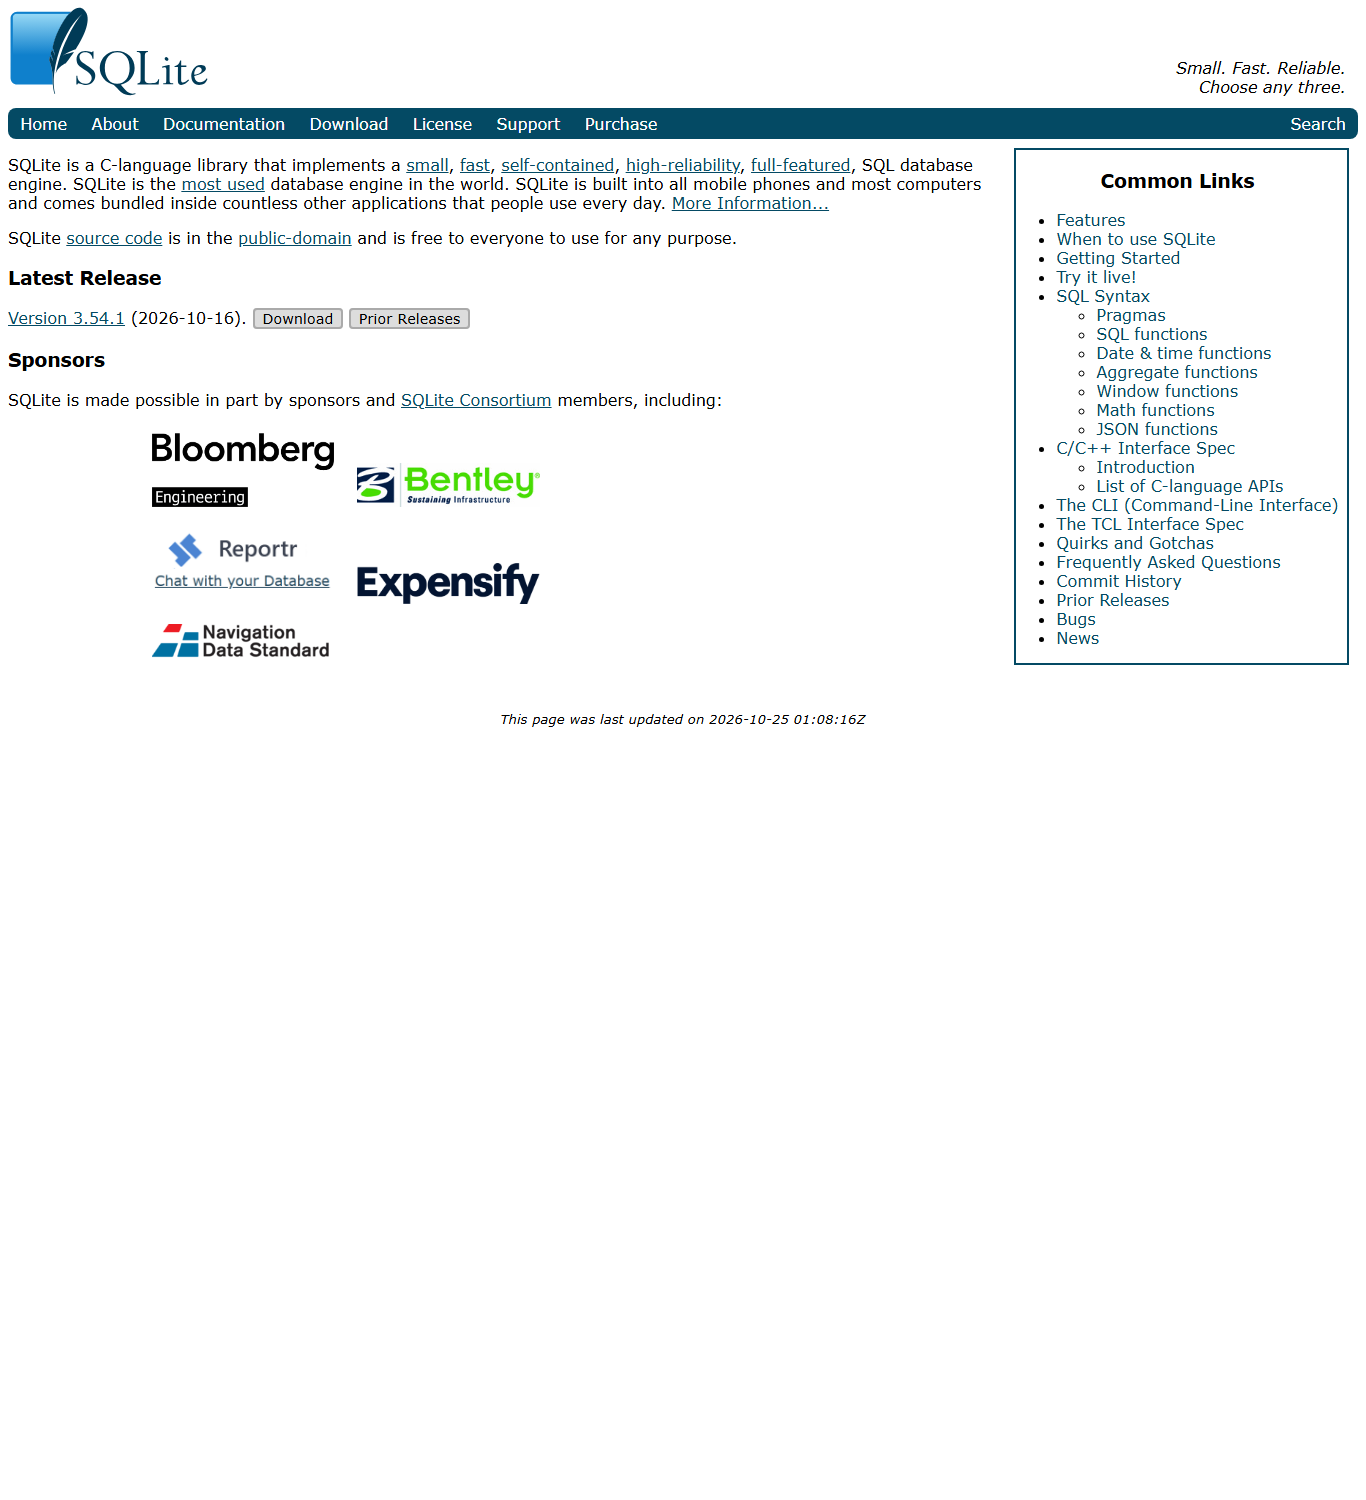 SQLite
Small. Fast. Reliable.
Choose any three.
Home About Documentation Download License Support Purchase Search
SQLite is a C-language library that implements a small, fast, self-contained, high-reliability, full-featured, SQL database
engine. SQLite is the most used database engine in the world. SQLite is built into all mobile phones and most computers
and comes bundled inside countless other applications that people use every day. More Information...
SQLite source code is in the public-domain and is free to everyone to use for any purpose.
Latest Release
Version 3.54.1 (2026-10-16). Download Prior Releases
Sponsors
SQLite is made possible in part by sponsors and SQLite Consortium members, including:
Bloomberg
Engineering
Bentley®
Sustaining Infrastructure
Reportr
Chat with your Database
Expensify
Navigation
Data Standard
Common Links
Features
When to use SQLite
Getting Started
Try it live!
SQL Syntax
Pragmas
SQL functions
Date & time functions
Aggregate functions
Window functions
Math functions
JSON functions
C/C++ Interface Spec
Introduction
List of C-language APIs
The CLI (Command-Line Interface)
The TCL Interface Spec
Quirks and Gotchas
Frequently Asked Questions
Commit History
Prior Releases
Bugs
News
This page was last updated on 2026-10-25 01:08:16Z